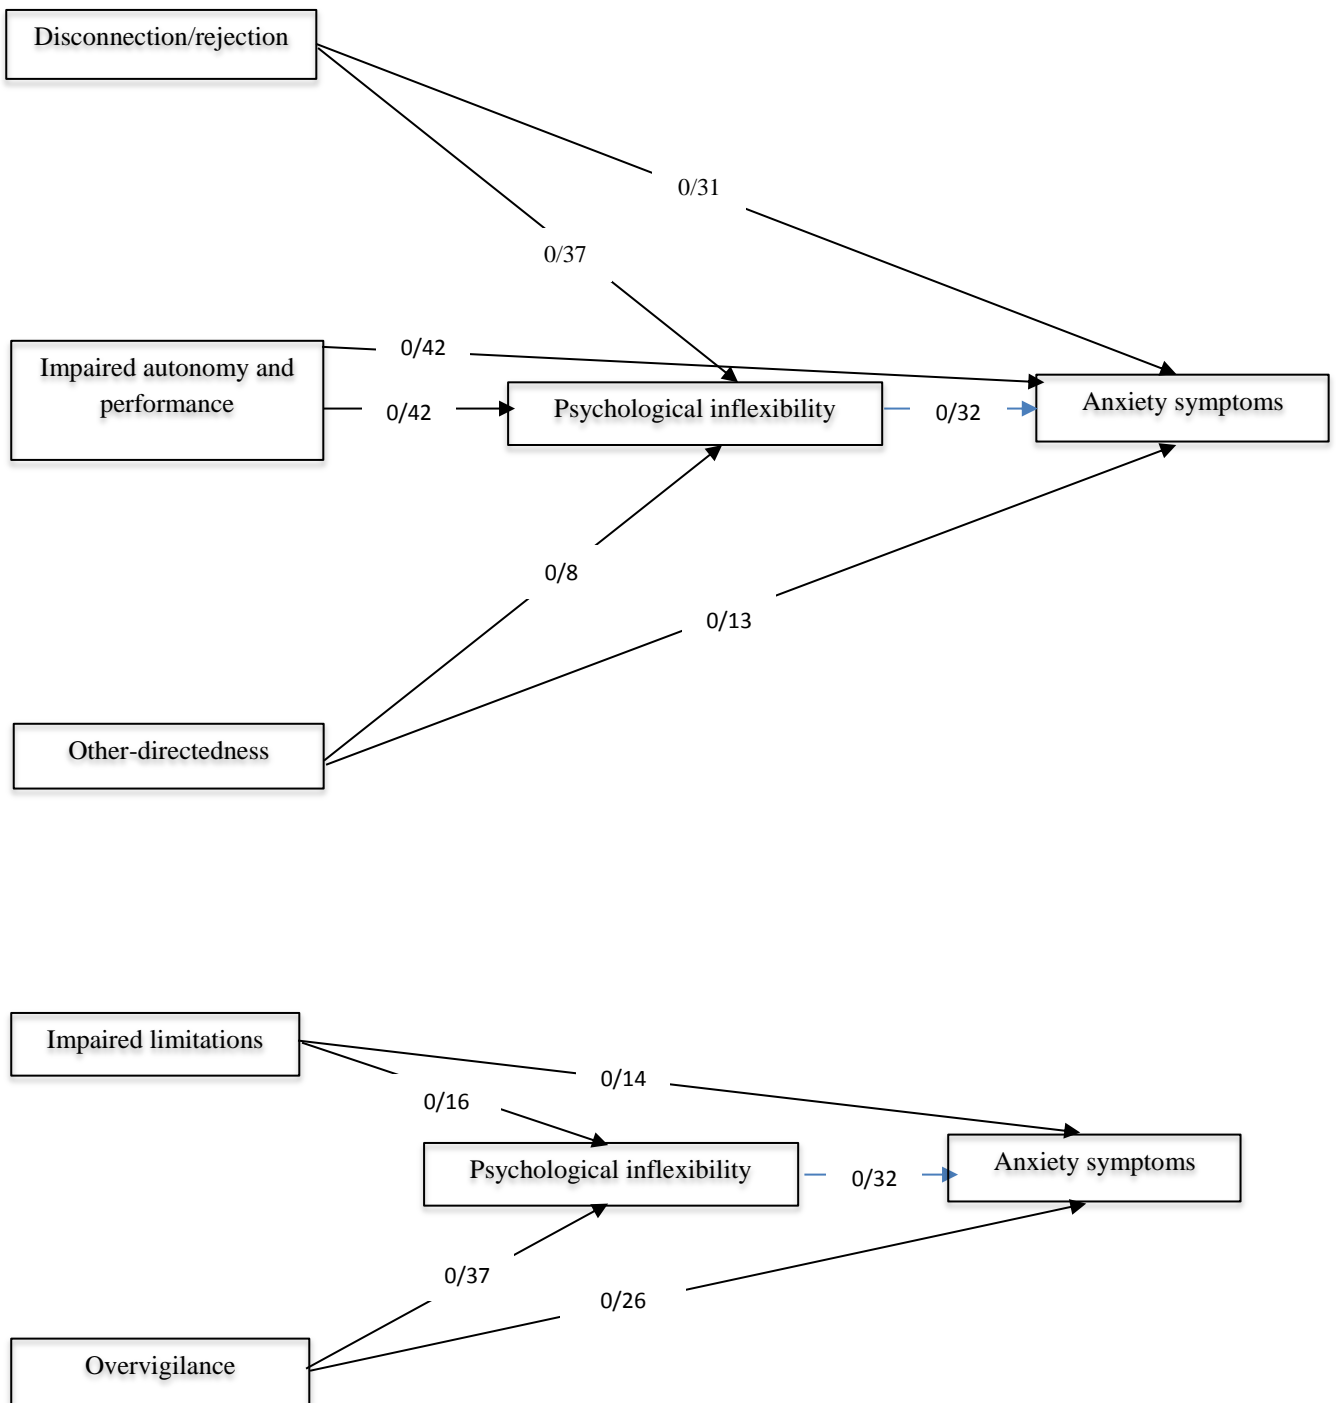 Disconnection/rejection
0/31
0/37
Impaired autonomy and
performance
0/42
0/42
Psychological inflexibility
0/32
Anxiety symptoms
0/8
0/13
Other-directedness
Impaired limitations
0/14
0/16
Psychological inflexibility
0/32
Anxiety symptoms
0/37
0/26
Overvigilance